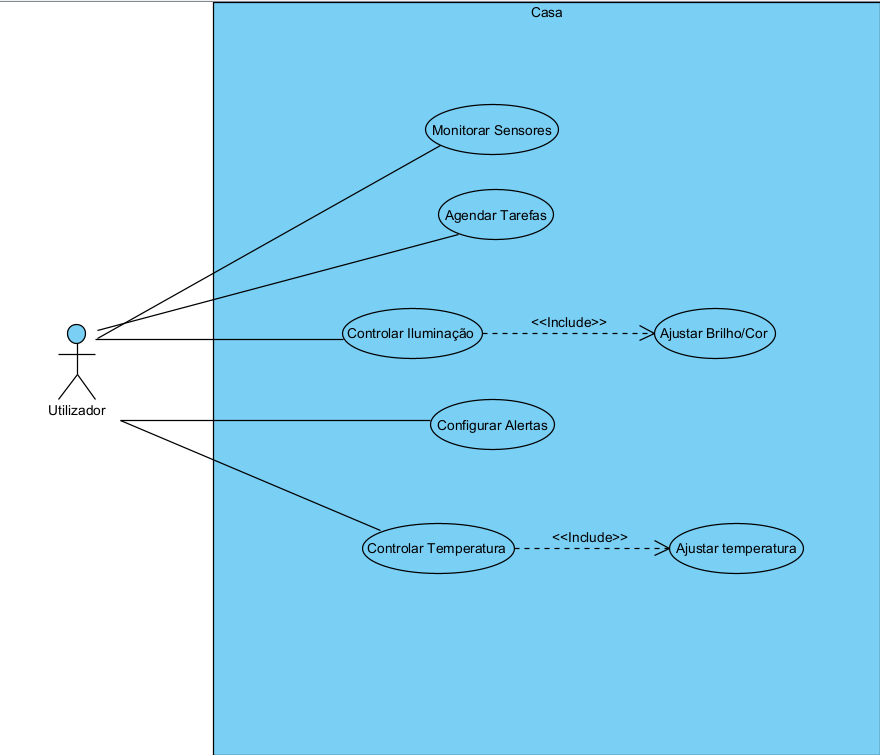 Casa
Monitorar Sensores
Agendar Tarefas
Controlar Iluminação
<<Include>>
Ajustar Brilho/Cor
Utilizador
Configurar Alertas
Controlar Temperatura
<<Include>>
Ajustar temperatura